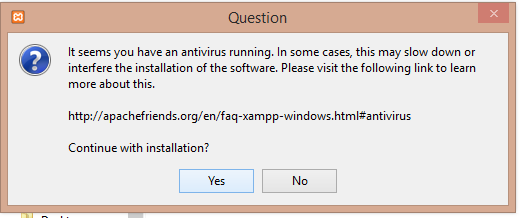 Question
It seems you have an antivirus running. In some cases, this may slow down or
interfere the installation of the software. Please visit the following link to learn
more about this.
http://apachefriends.org/en/faq-xampp-windows.html#antivirus
Continue with installation?
Yes No